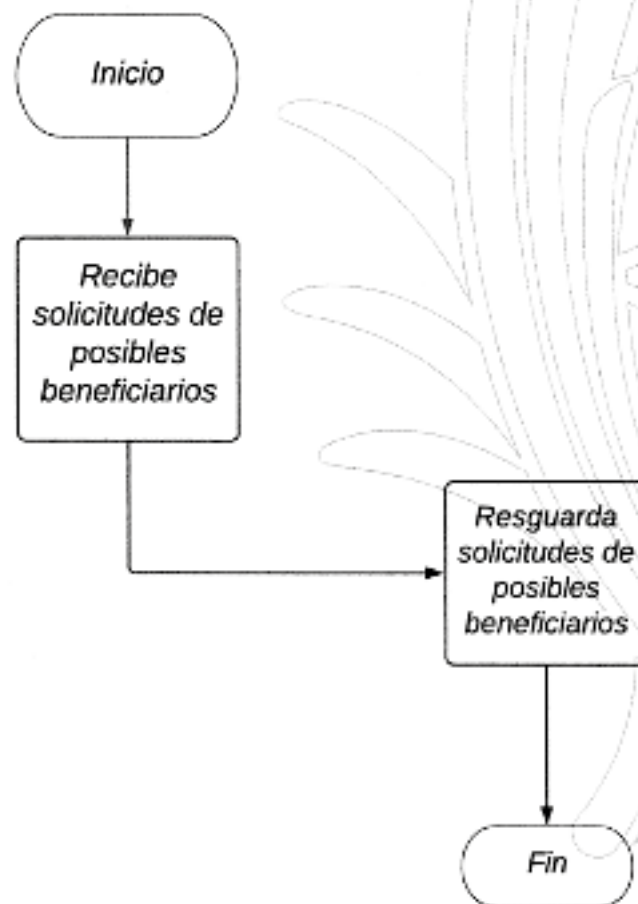 Inicio
Recibe
solicitudes de
posibles
beneficiarios
Resguarda
solicitudes de
posibles
beneficiarios
Fin